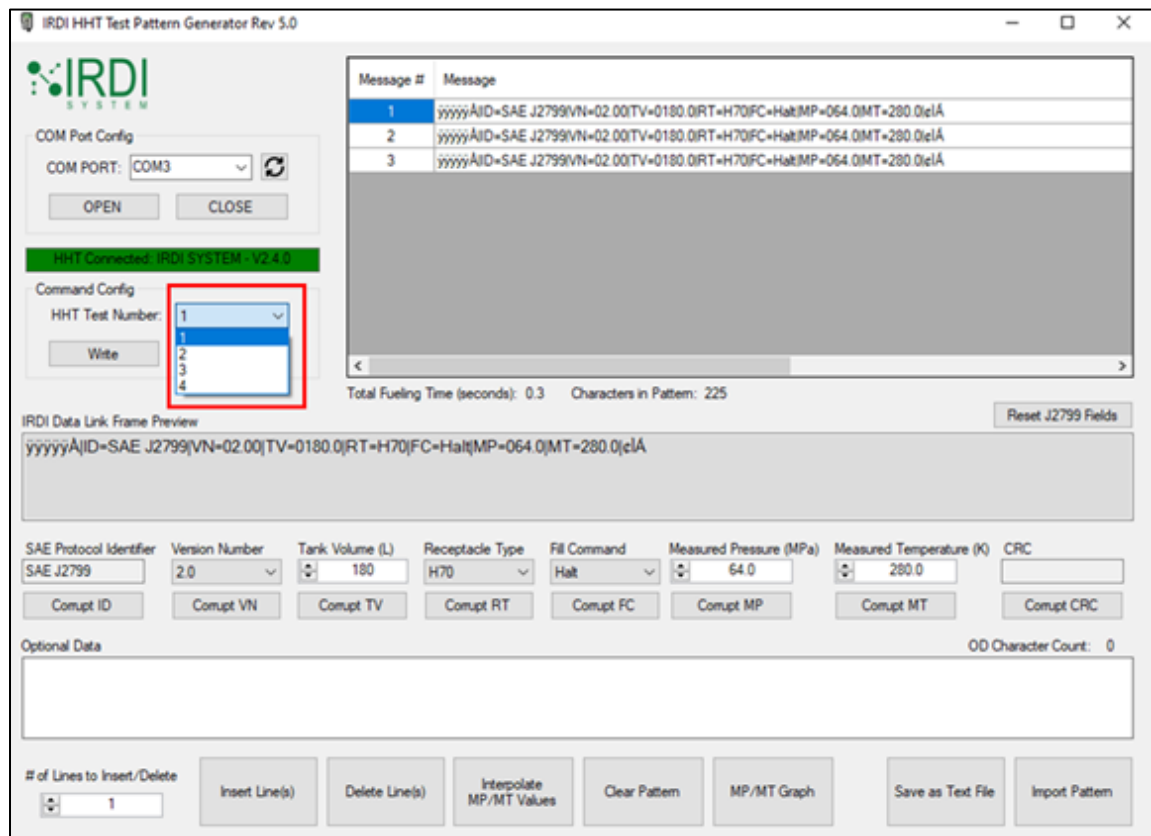 IRDI HHT Test Pattern Generator Rev 5.0
IRDI
SYSTEM
COM Port Config
COM PORT: COM3
OPEN CLOSE
HHT Connected: IRDI SYSTEM - V2.4.0
Command Config
HHT Test Number: 1
1
2
3
4
Write
Message # Message
1 ÿÿÿÿÿÅ|ID=SAE J2799|VN=02.00|TV=0180.0|RT=H70|FC=Halt|MP=064.0|MT=280.0|¢ÍÁ
2 ÿÿÿÿÿÅ|ID=SAE J2799|VN=02.00|TV=0180.0|RT=H70|FC=Halt|MP=064.0|MT=280.0|¢ÍÁ
3 ÿÿÿÿÿÅ|ID=SAE J2799|VN=02.00|TV=0180.0|RT=H70|FC=Halt|MP=064.0|MT=280.0|¢ÍÁ
Total Fueling Time (seconds): 0.3 Characters in Pattern: 225
Reset J2799 Fields
IRDI Data Link Frame Preview
ÿÿÿÿÿÅ|ID=SAE J2799|VN=02.00|TV=0180.0|RT=H70|FC=Halt|MP=064.0|MT=280.0|¢ÍÁ
SAE Protocol Identifier Version Number Tank Volume (L) Receptacle Type Fill Command Measured Pressure (MPa) Measured Temperature (K) CRC
SAE J2799 2.0 180 H70 Halt 64.0 280.0
Corrupt ID Corrupt VN Corrupt TV Corrupt RT Corrupt FC Corrupt MP Corrupt MT Corrupt CRC
Optional Data OD Character Count: 0
# of Lines to Insert/Delete
1
Insert Line(s) Delete Line(s) Interpolate
MP/MT Values Clear Pattern MP/MT Graph Save as Text File Import Pattern